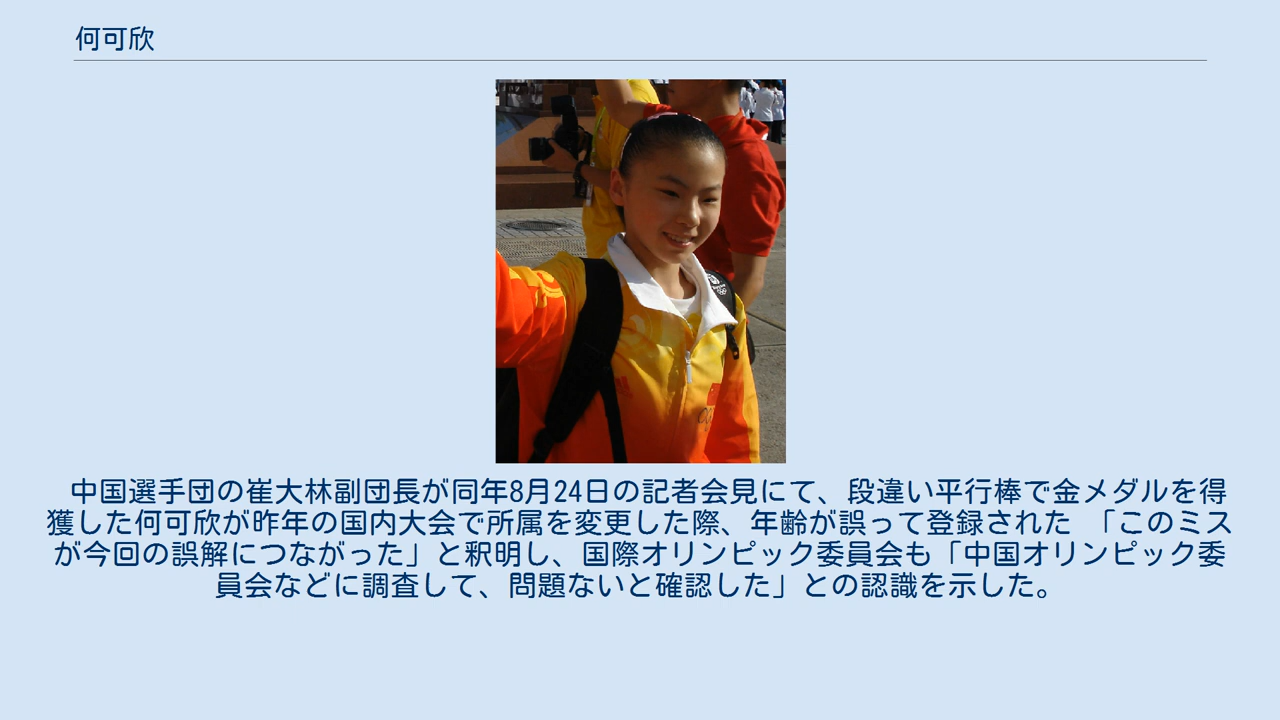 何可欣
中国選手団の崔大林副団長が同年8月24日の記者会見にて、段違い平行棒で金メダルを得
獲した何可欣が昨年の国内大会で所属を変更した際、年齢が誤って登録された 「このミス
が今回の誤解につながった」と釈明し、国際オリンピック委員会も「中国オリンピック委
員会などに調査して、問題ないと確認した」との認識を示した。